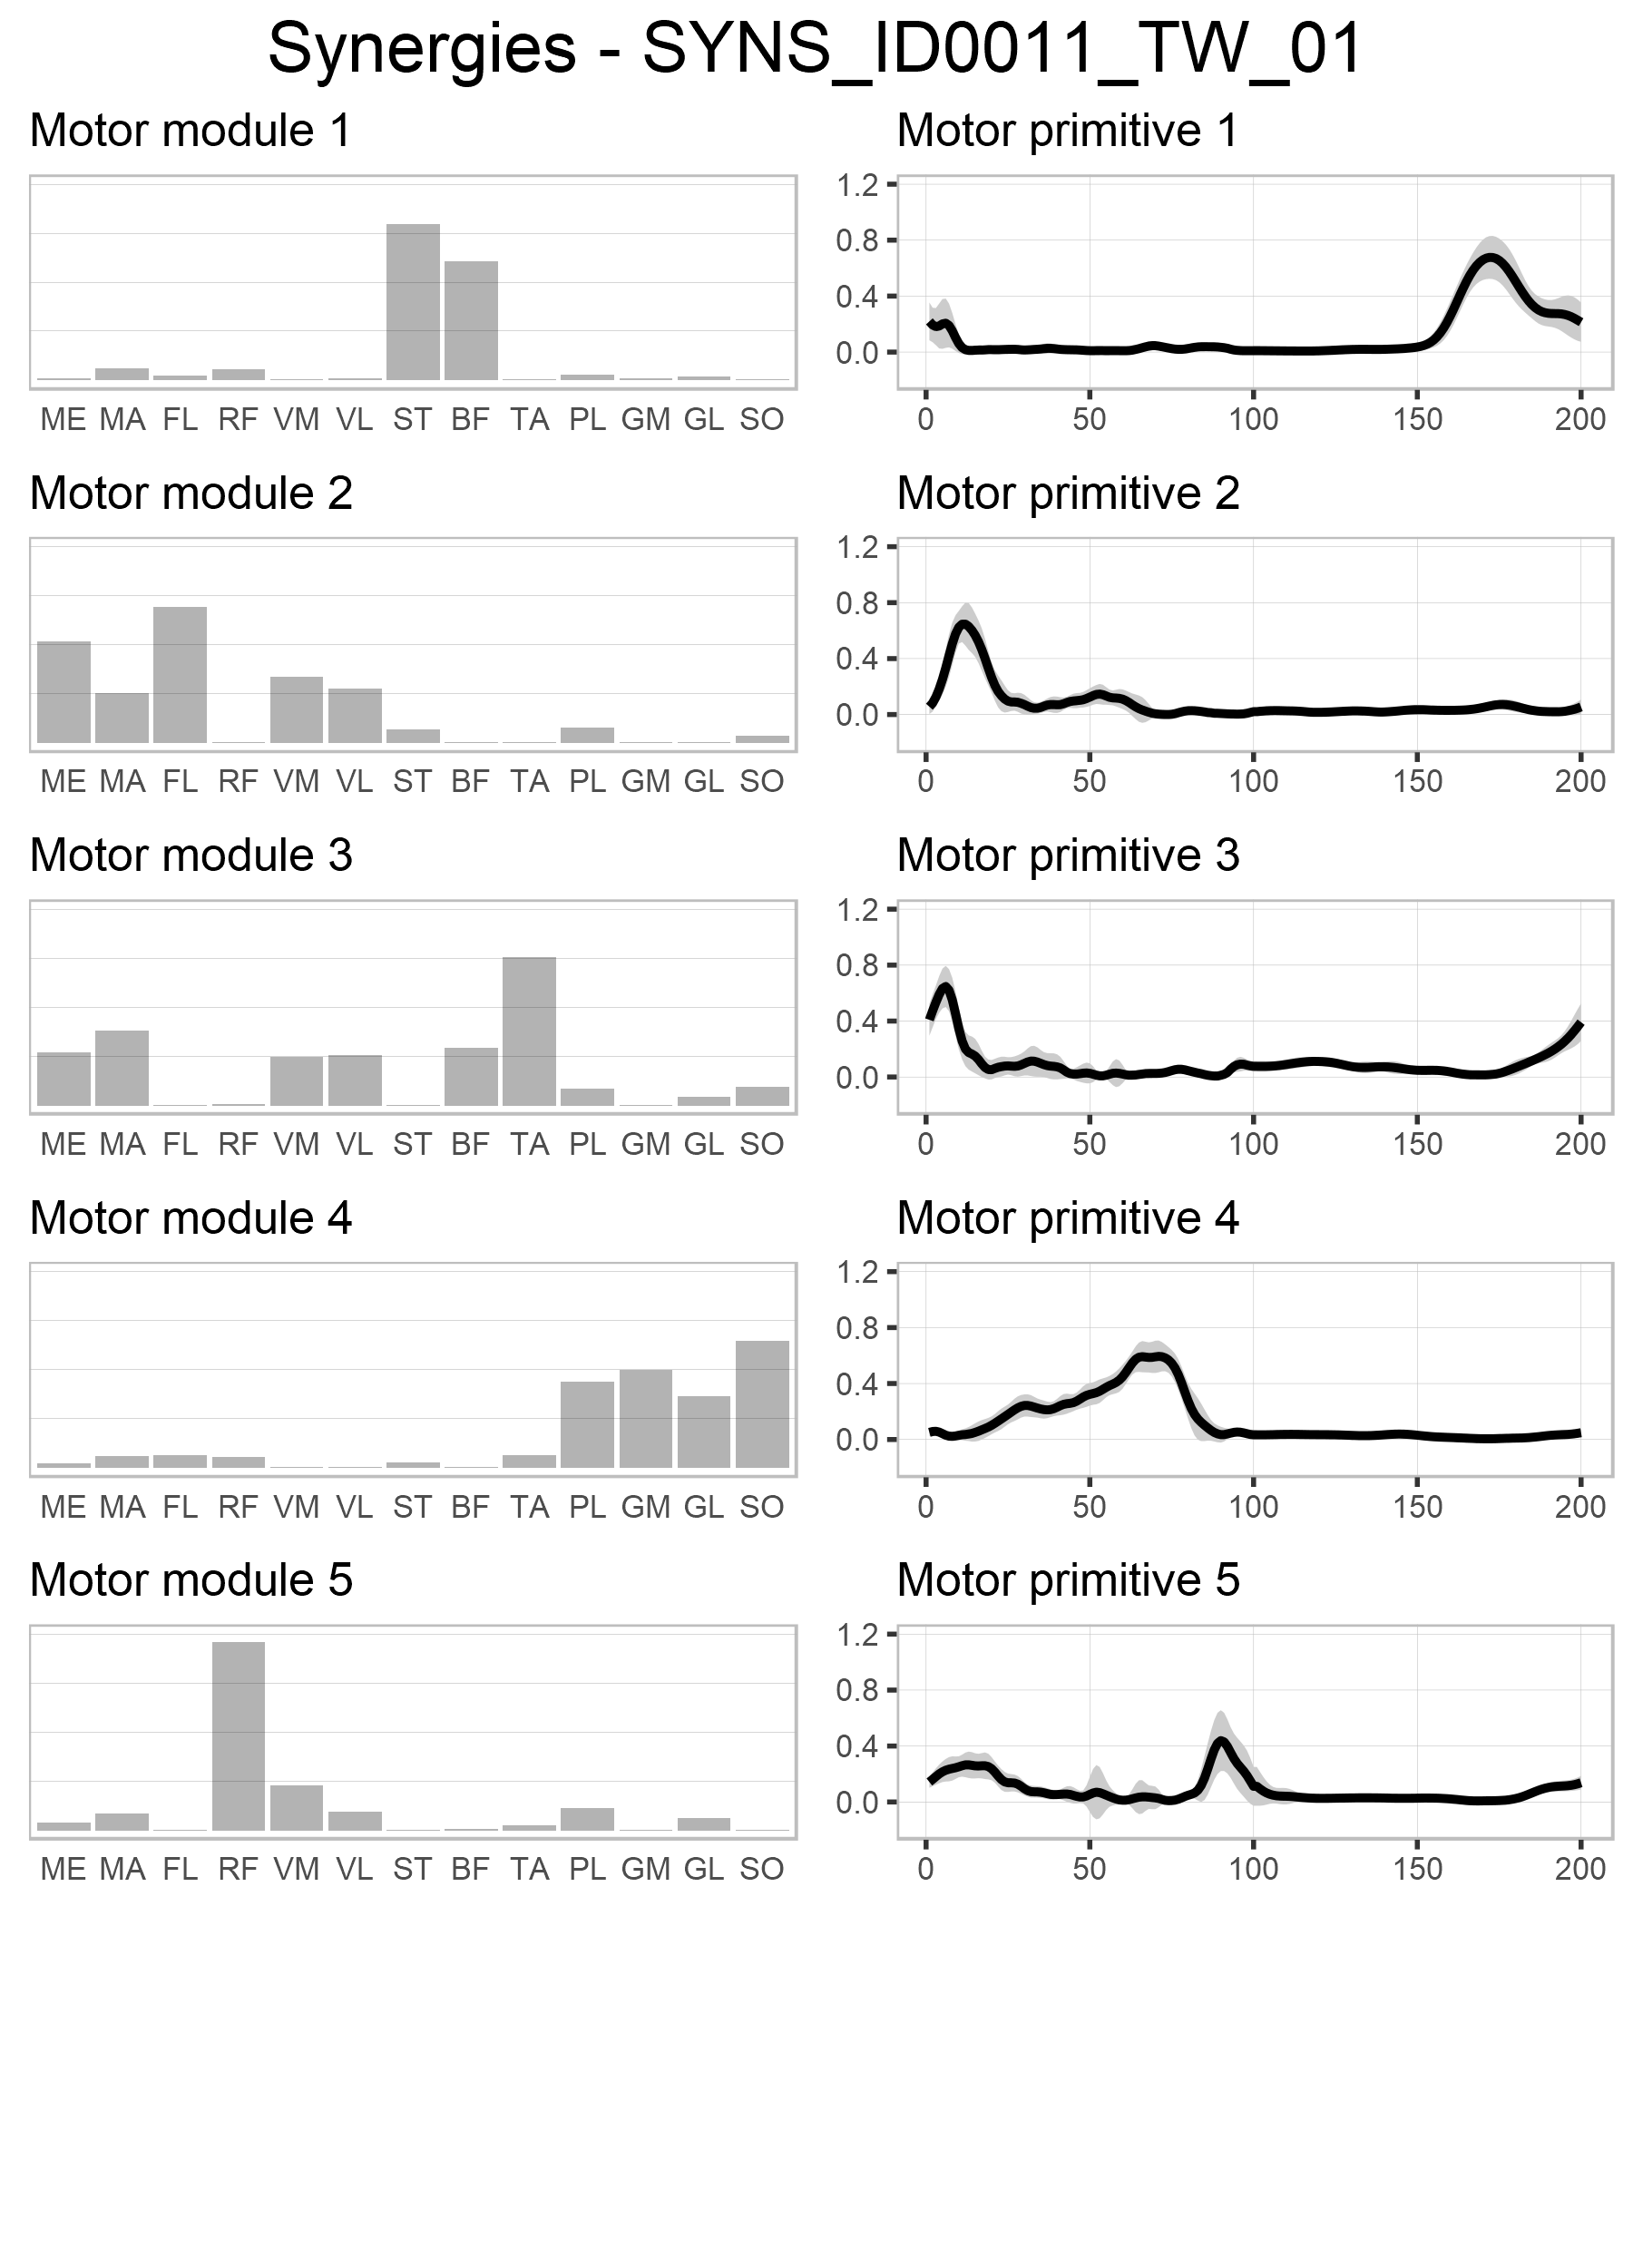 Synergies - SYNS_ID0011_TW_01
Motor module 1
Motor primitive 1
1.2
0.8
0.4
0.0
ME MA FL RF VM VL ST BF TA PL GM GL SO
0 50 100 150 200
Motor module 2
Motor primitive 2
1.2
0.8
0.4
0.0
ME MA FL RF VM VL ST BF TA PL GM GL SO
0 50 100 150 200
Motor module 3
Motor primitive 3
1.2
0.8
0.4
0.0
ME MA FL RF VM VL ST BF TA PL GM GL SO
0 50 100 150 200
Motor module 4
Motor primitive 4
1.2
0.8
0.4
0.0
ME MA FL RF VM VL ST BF TA PL GM GL SO
0 50 100 150 200
Motor module 5
Motor primitive 5
1.2
0.8
0.4
0.0
ME MA FL RF VM VL ST BF TA PL GM GL SO
0 50 100 150 200